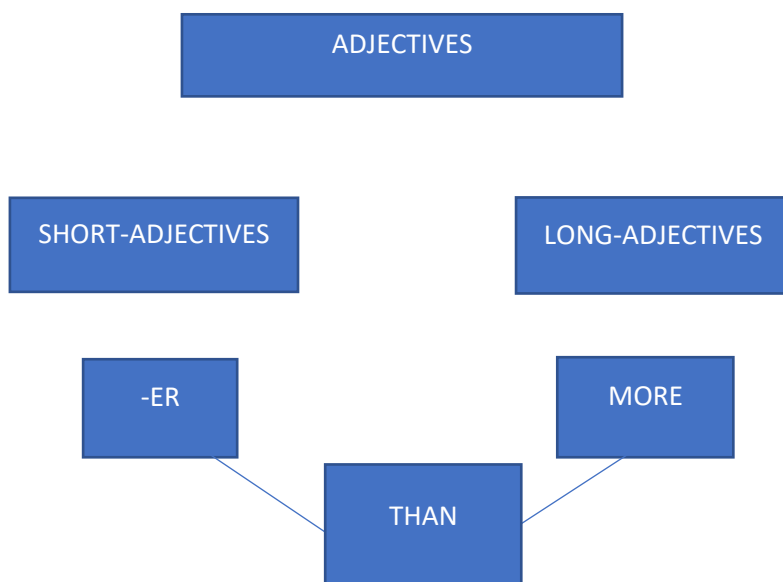 ADJECTIVES
SHORT-ADJECTIVES
LONG-ADJECTIVES
-ER
MORE
THAN